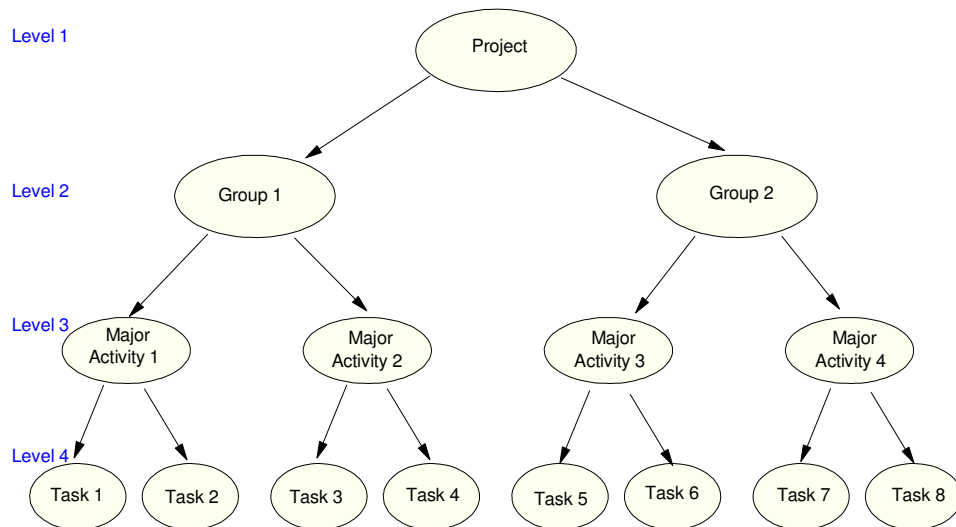 Level 1
Project
Level 2
Group 1
Group 2
Level 3
Major
Activity 1
Major
Activity 2
Major
Activity 3
Major
Activity 4
Level 4
Task 1
Task 2
Task 3
Task 4
Task 5
Task 6
Task 7
Task 8